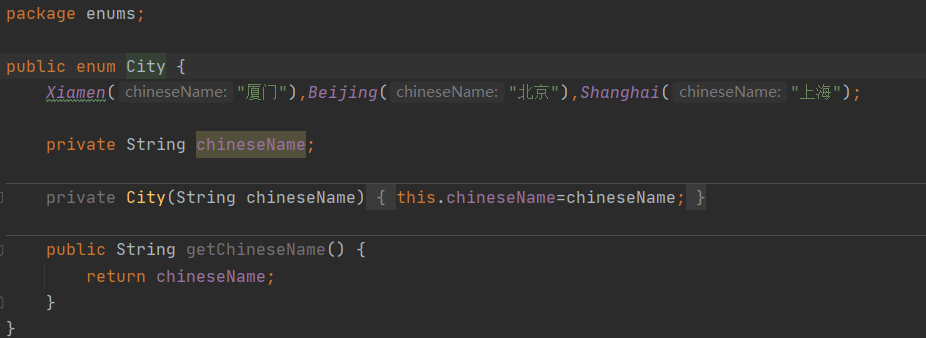 package enums;
public enum City {
Xiamen( chineseName: "厦门"),Beijing( chineseName: "北京"),Shanghai( chineseName: "上海");
private String chineseName;
private City(String chineseName) { this.chineseName=chineseName; }
public String getChineseName() {
return chineseName;
}
}